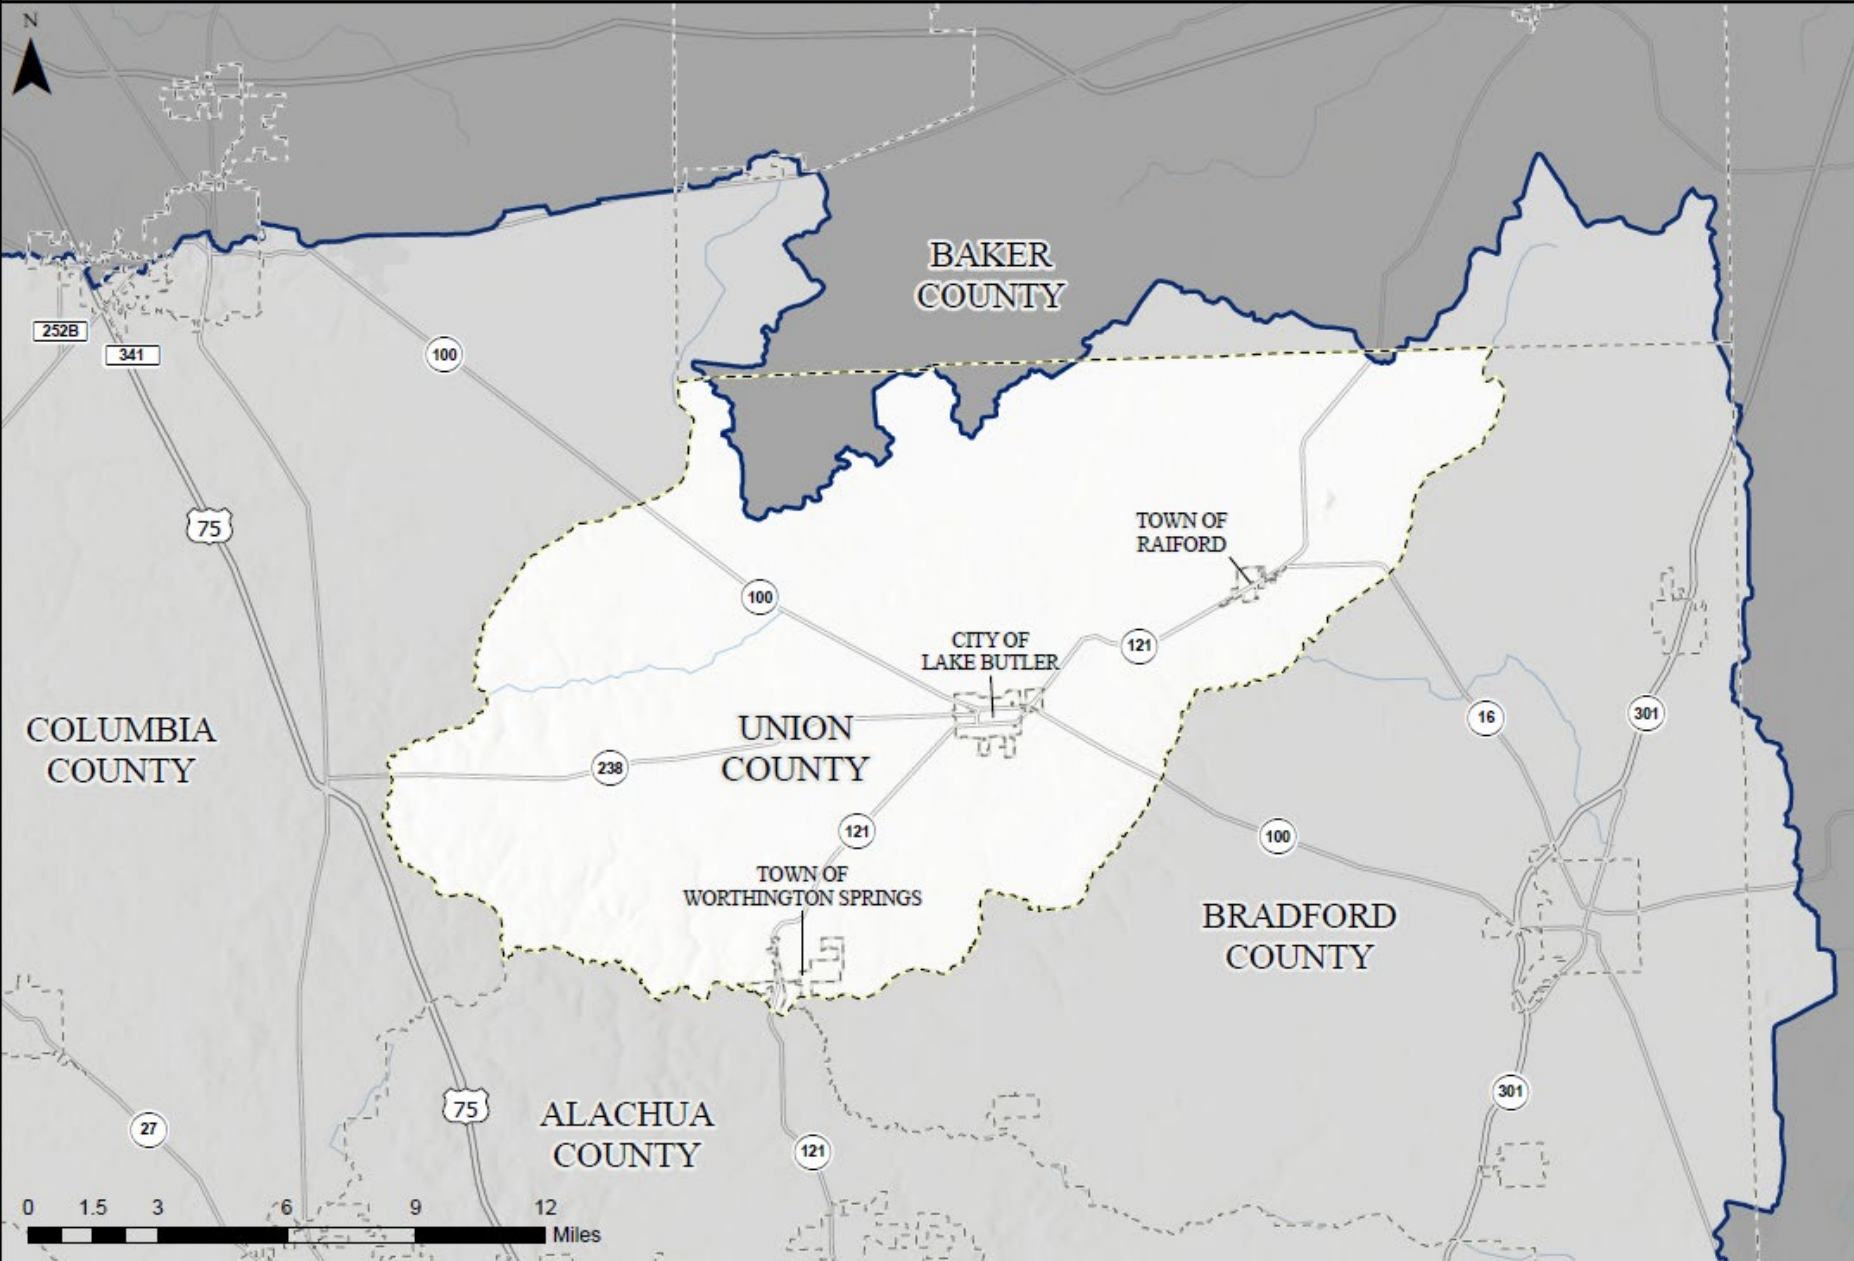 N
BAKER
COUNTY
252B
341
100
75
TOWN OF
RAIFORD
100
CITY OF
LAKE BUTLER
121
COLUMBIA
COUNTY
UNION
COUNTY
16
301
238
121
100
TOWN OF
WORTHINGTON SPRINGS
BRADFORD
COUNTY
75
301
ALACHUA
COUNTY
27
121
0 1.5 3 6 9 12
Miles